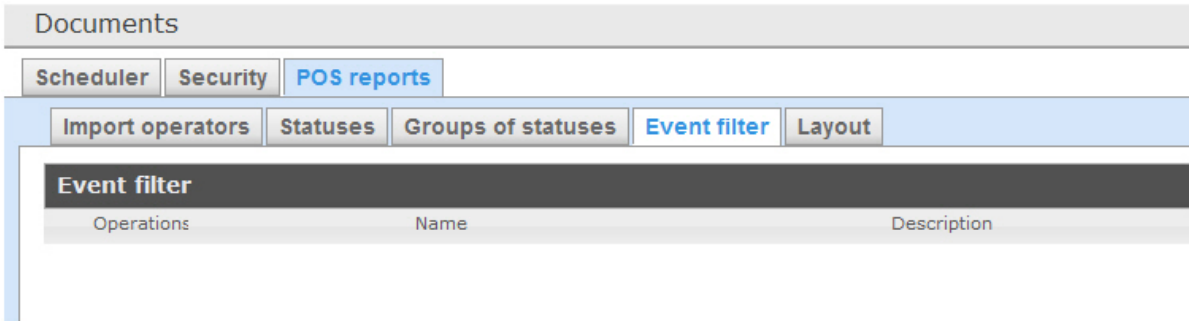 Documents
Scheduler Security POS reports
Import operators Statuses Groups of statuses Event filter Layout
Event filter
Operations Name Description